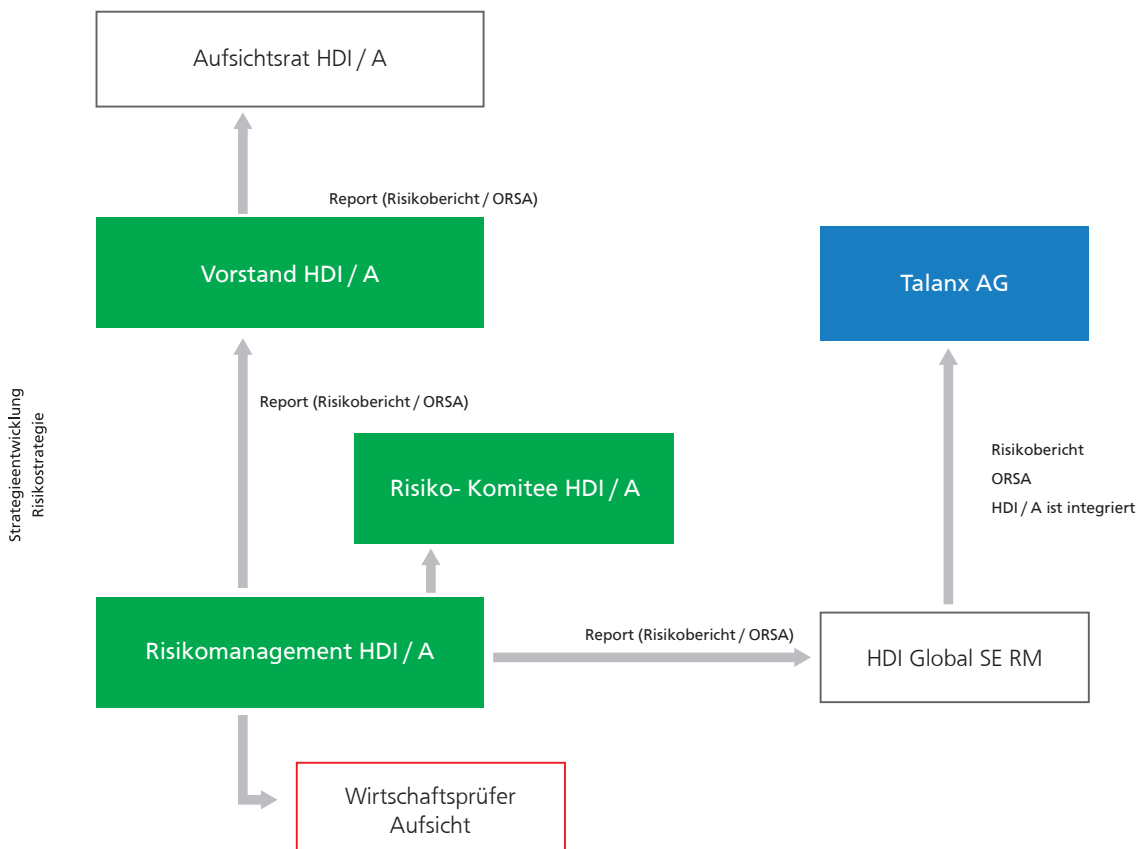 Aufsichtsrat HDI / A
Report (Risikobericht / ORSA)
Vorstand HDI / A
Talanx AG
Strategieentwicklung
Risikostrategie
Report (Risikobericht / ORSA)
Risiko- Komitee HDI / A
Risikobericht
ORSA
HDI / A ist integriert
Risikomanagement HDI / A
Report (Risikobericht / ORSA)
HDI Global SE RM
Wirtschaftsprüfer
Aufsicht